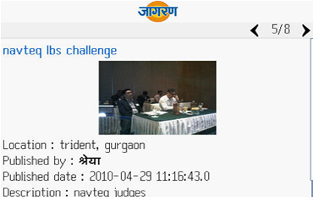 जागरण
5/8
navteq lbs challenge
Location : trident, gurgaon
Published by : श्रेया
Published date : 2010-04-29 11:16:43.0
Description : navteq judges